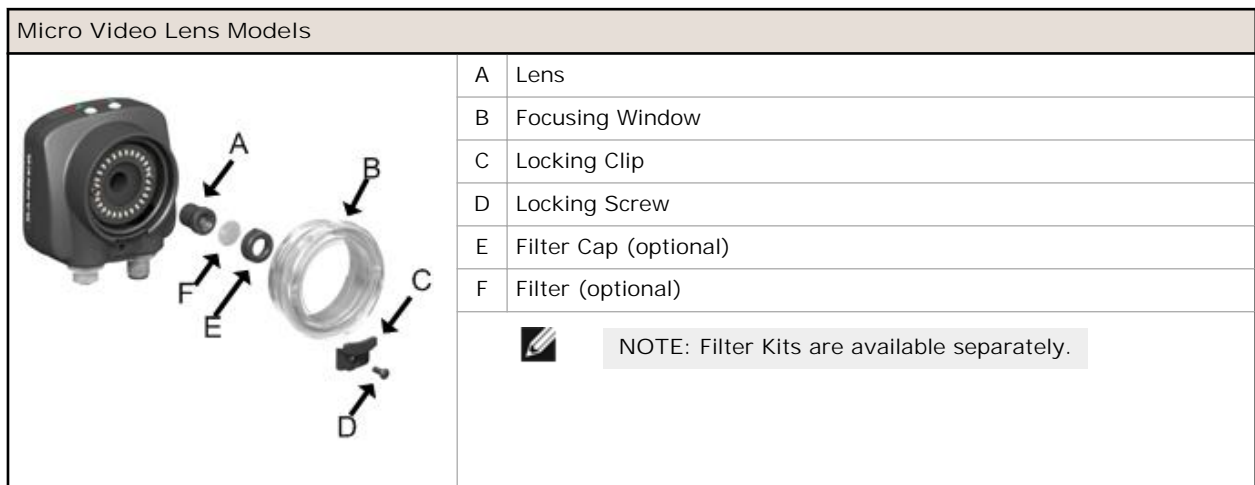 Micro Video Lens Models
A
B
C
D
E
F
A Lens
B Focusing Window
C Locking Clip
D Locking Screw
E Filter Cap (optional)
F Filter (optional)
NOTE: Filter Kits are available separately.